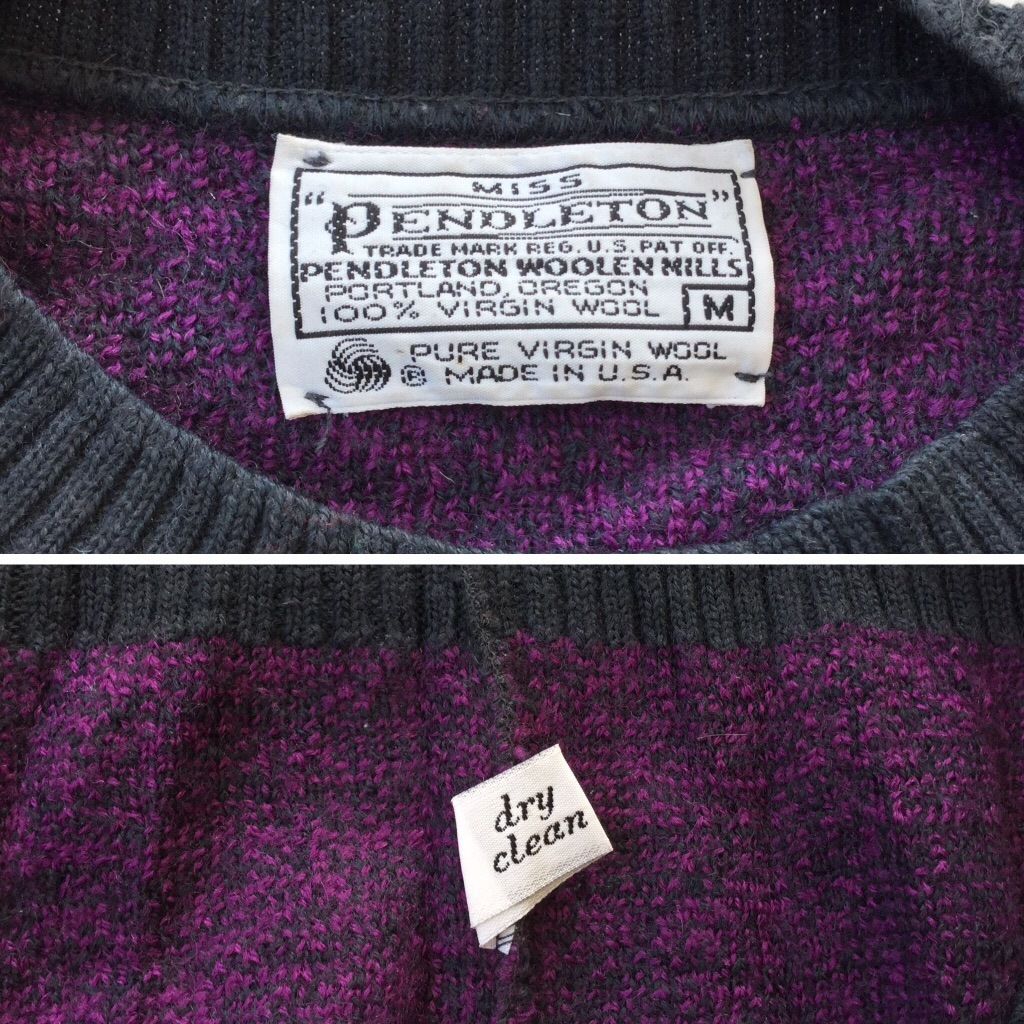 MISS
"PENDLETON"
TRADE MARK REG. U.S. PAT OFF.
PENDLETON WOOLEN MILLS
PORTLAND, OREGON
100% VIRGIN WOOL M
PURE VIRGIN WOOL
® MADE IN U.S.A.
dry
clean